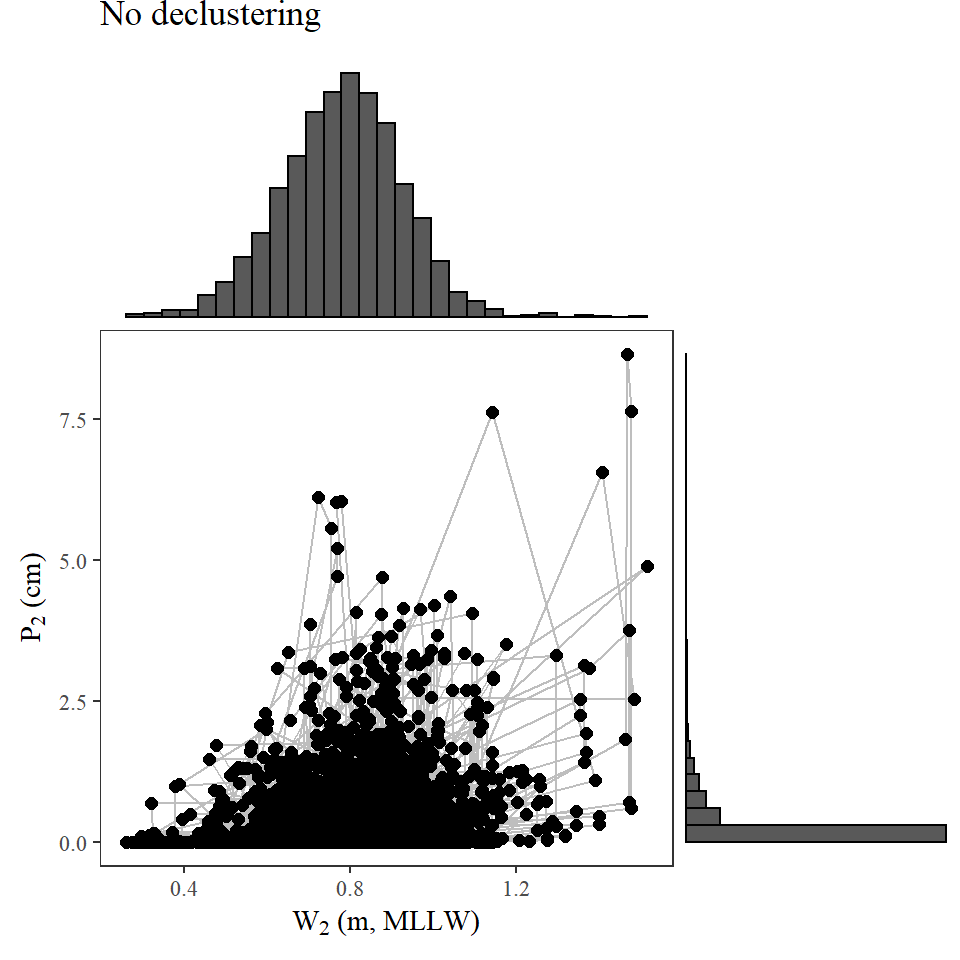 No declustering
7.5
5.0
2.5
0.0
P₂ (cm)
0.4 0.8 1.2
W₂ (m, MLLW)